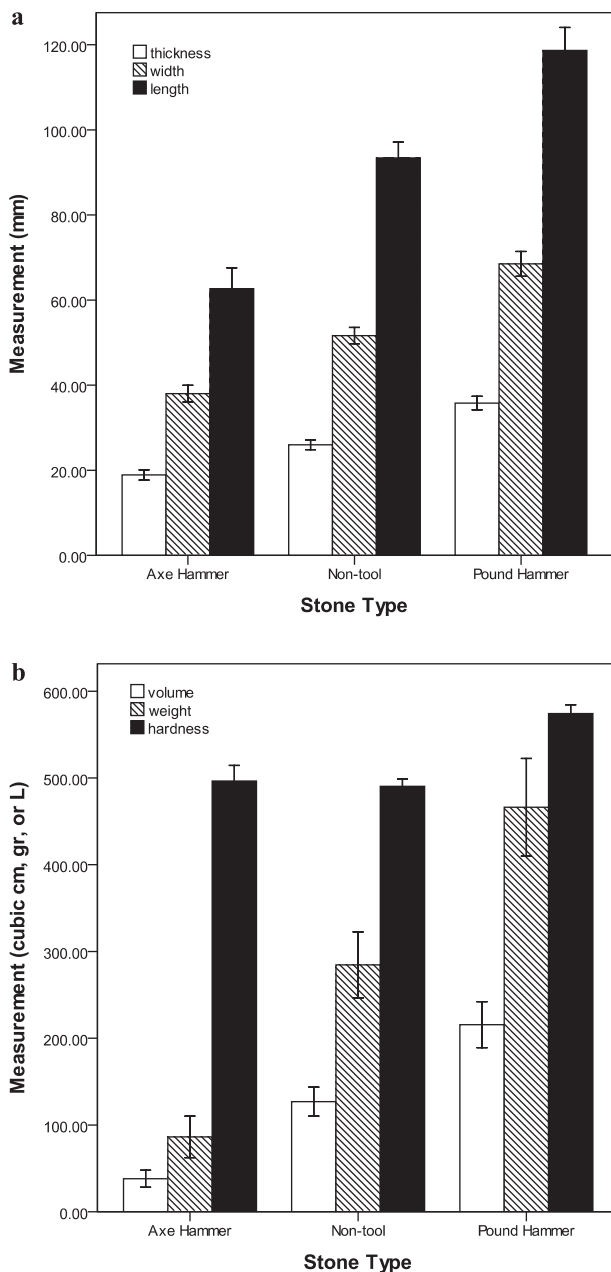 a
thickness
width
length
120.00
100.00
80.00
60.00
40.00
20.00
0.00
Measurement (mm)
Axe Hammer
Non-tool
Pound Hammer
Stone Type
b
volume
weight
hardness
600.00
500.00
400.00
300.00
200.00
100.00
0.00
Measurement (cubic cm, gr, or L)
Axe Hammer
Non-tool
Pound Hammer
Stone Type